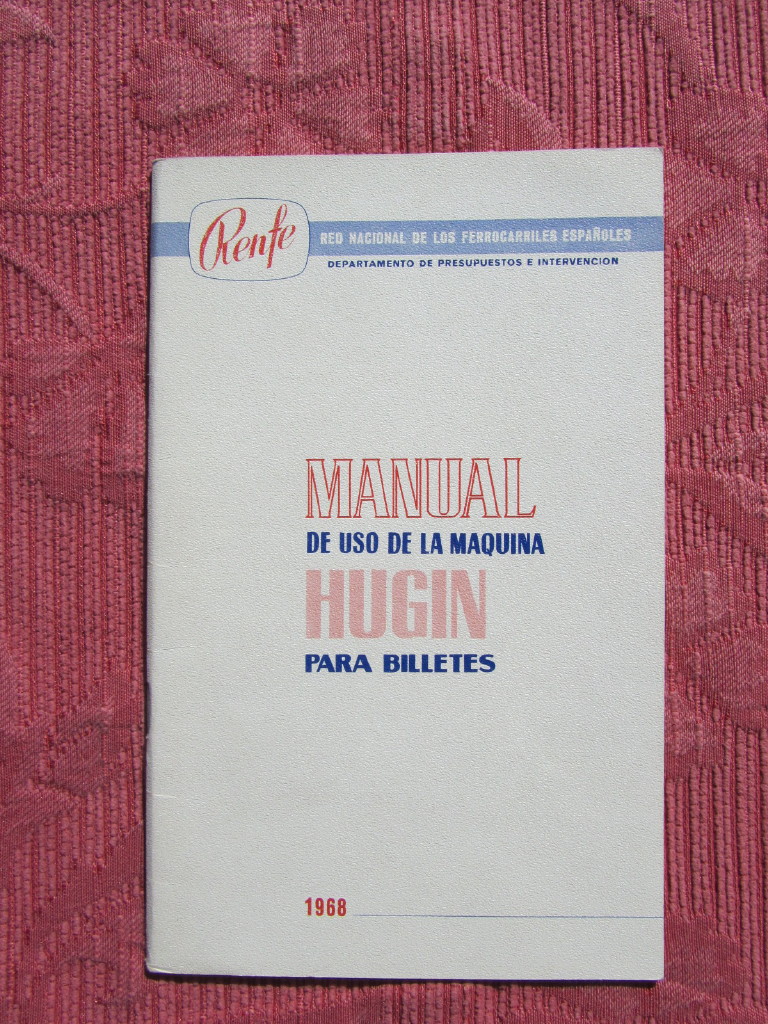 Renfe
RED NACIONAL DE LOS FERROCARRILES ESPAÑOLES
DEPARTAMENTO DE PRESUPUESTOS E INTERVENCION
MANUAL
DE USO DE LA MAQUINA
HUGIN
PARA BILLETES
1968